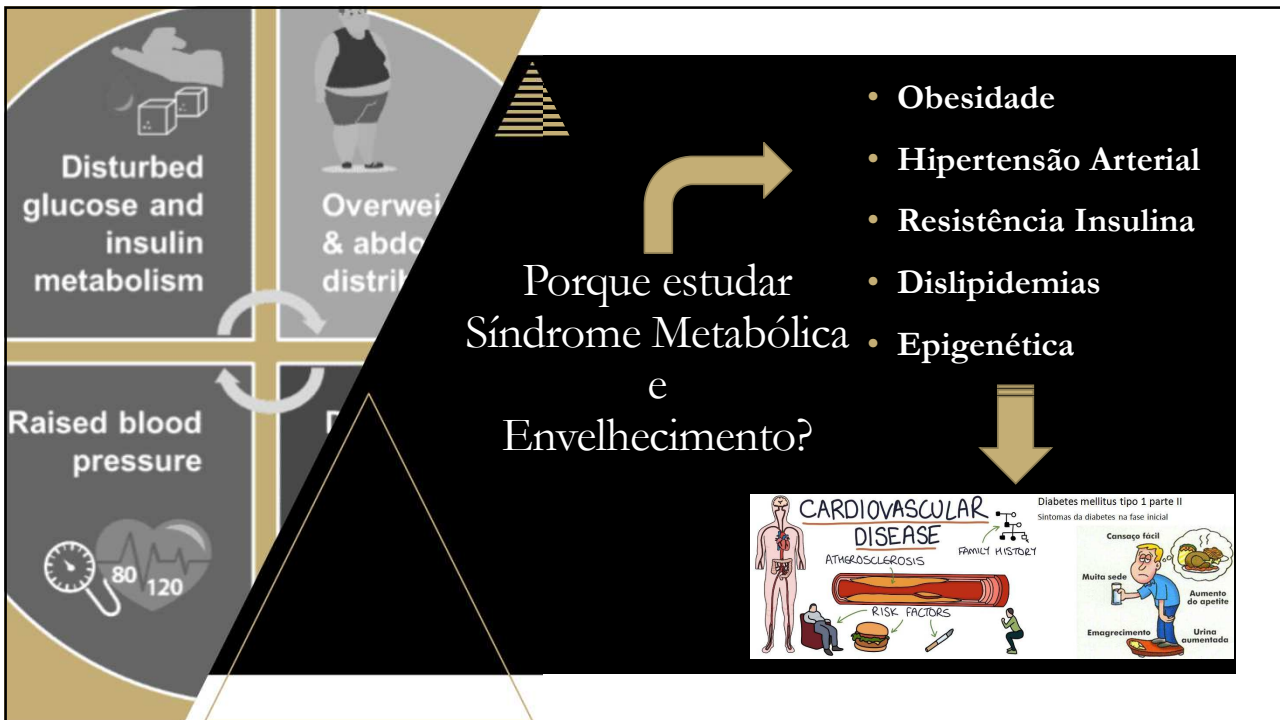 Disturbed
glucose and
insulin
metabolism
& abdo
distrib
Raised blood
pressure
80
120
Porque estudar
Síndrome Metabólica
e
Envelhecimento?
• Obesidade
• Hipertensão Arterial
• Resistência Insulina
• Dislipidemias
• Epigenética
CARDIOVASCULAR
DISEASE
ATHEROSCLEROSIS
FAMILY HISTORY
RISK FACTORS
Diabetes mellitus tipo 1 parte II
Sintomas da diabetes na fase inicial
Cansaço fácil
Muita sede
Aumento
do apetite
Emagrecimento
Urina
aumentada